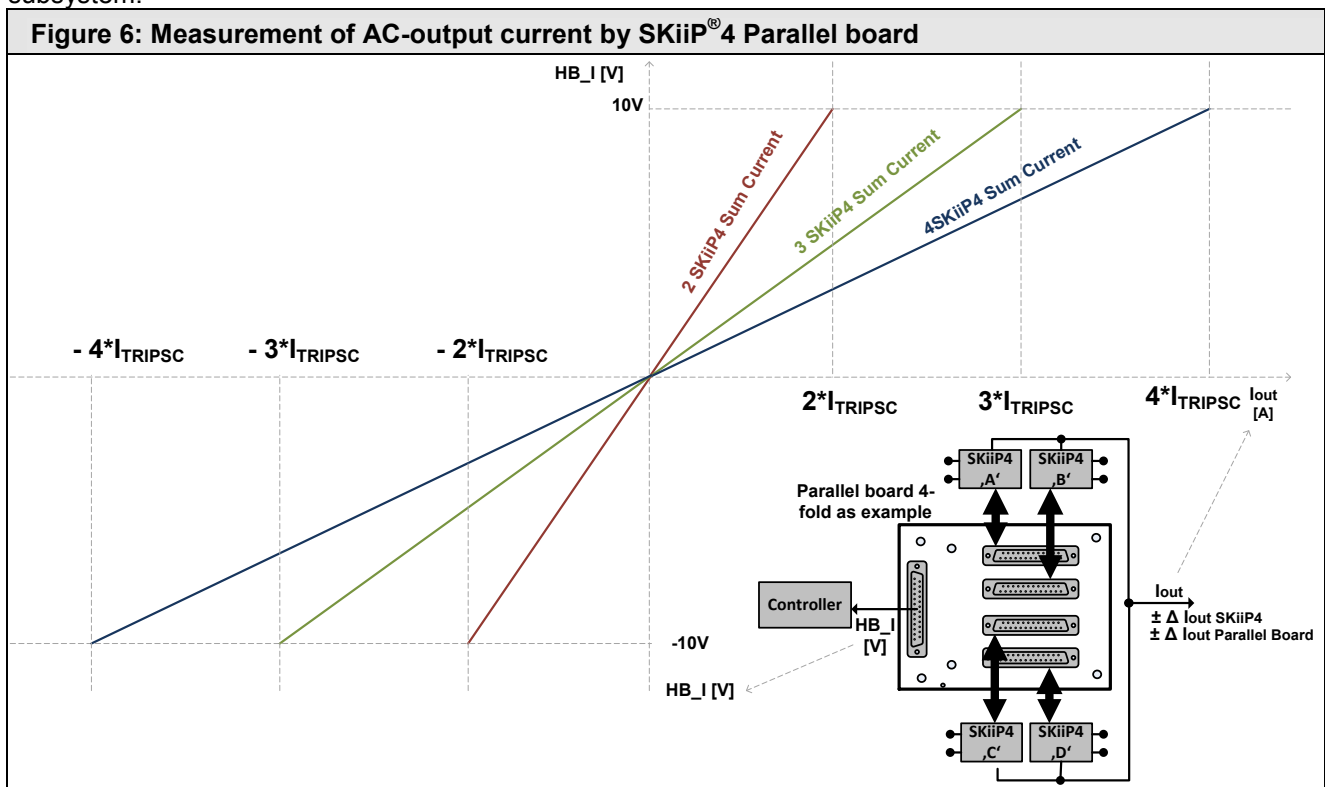 subsystem.
Figure 6: Measurement of AC-output current by SKiiP®4 Parallel board
HB_I [V]
10V
2 SKiiP4 Sum Current
3 SKiiP4 Sum Current
4SKiiP4 Sum Current
- 4*ITRIPSC
- 3*ITRIPSC
- 2*ITRIPSC
2*ITRIPSC
3*ITRIPSC
4*ITRIPSC
Iout
[A]
SKiiP4
‚A‘
SKiiP4
‚B‘
Parallel board 4-
fold as example
Controller
HB_I
[V]
Iout
± Δ Iout SKiiP4
± Δ Iout Parallel Board
-10V
HB_I [V]
SKiiP4
‚C‘
SKiiP4
‚D‘